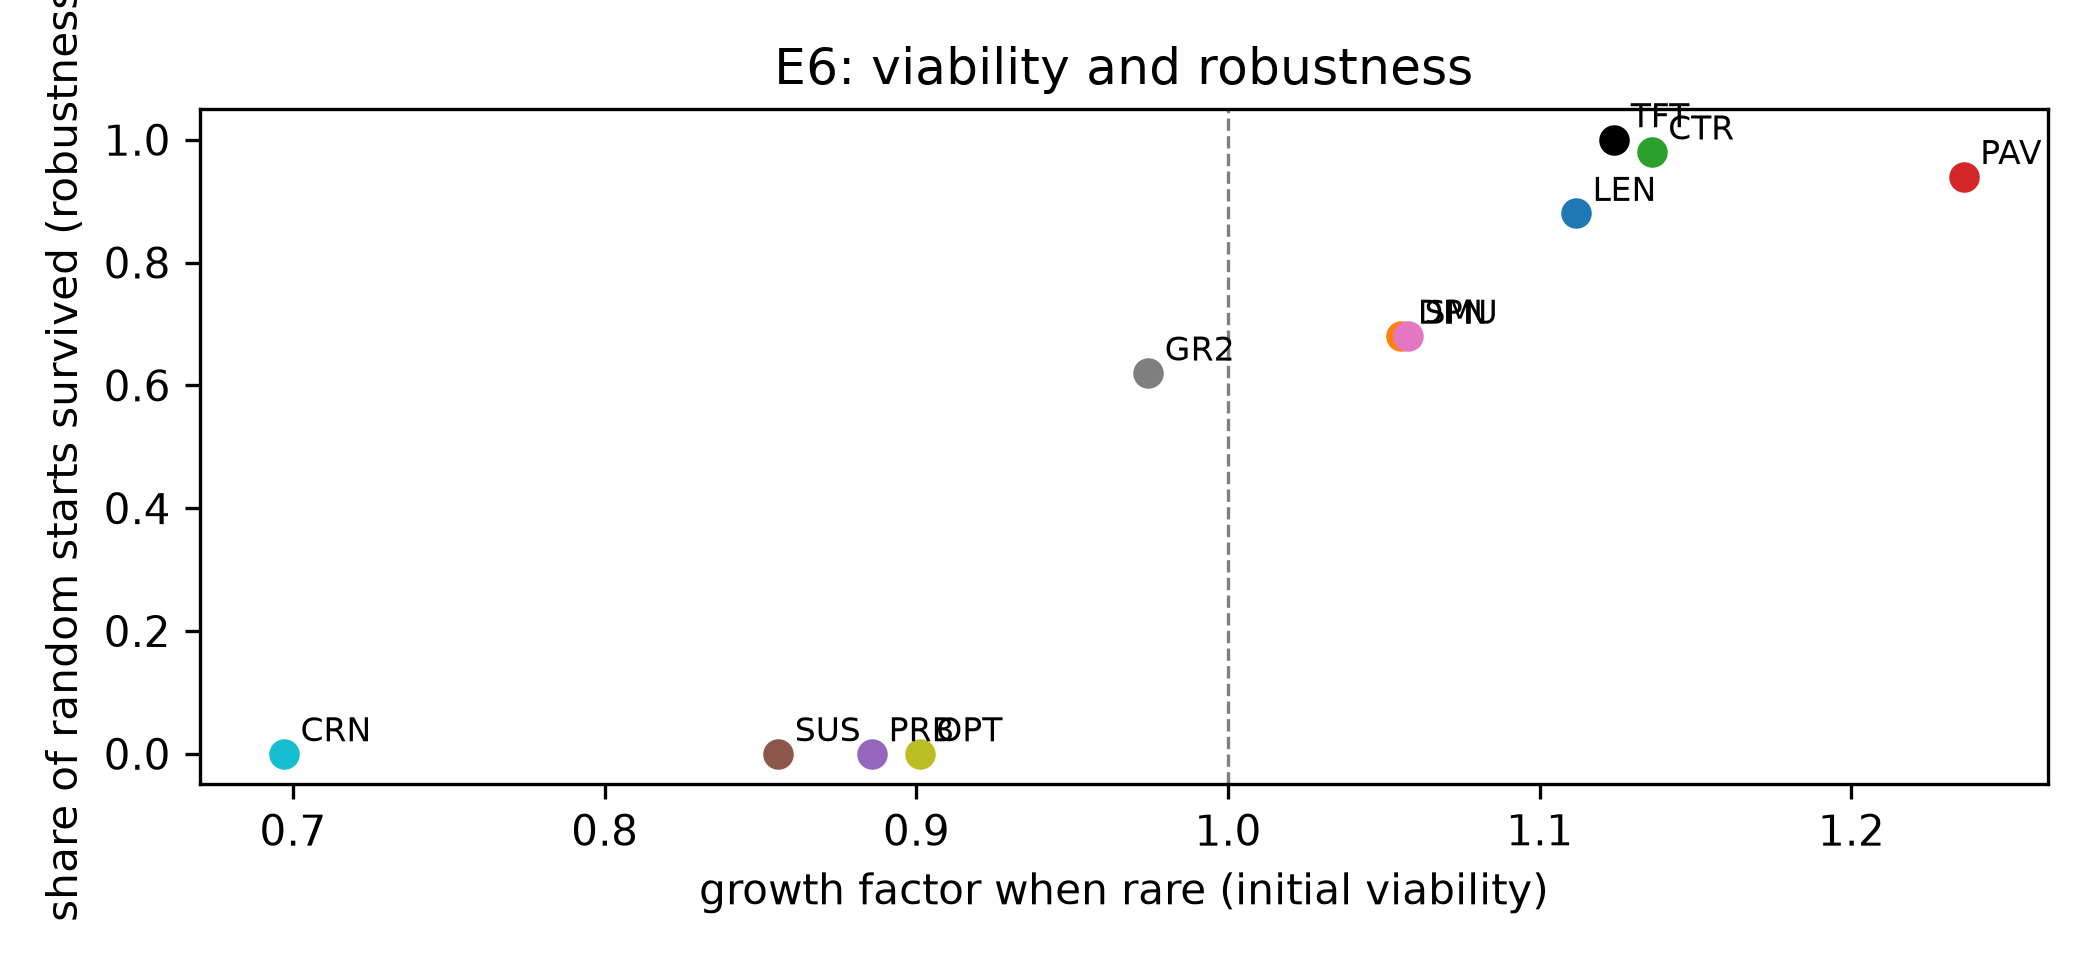 E6: viability and robustness
share of random starts survived (robustness
1.0
0.8
0.6
0.4
0.2
0.0
TFT
CTR
PAV
LEN
GR2
CRN
SUS
PRB
OPT
0.7
0.8
0.9
1.0
1.1
1.2
growth factor when rare (initial viability)